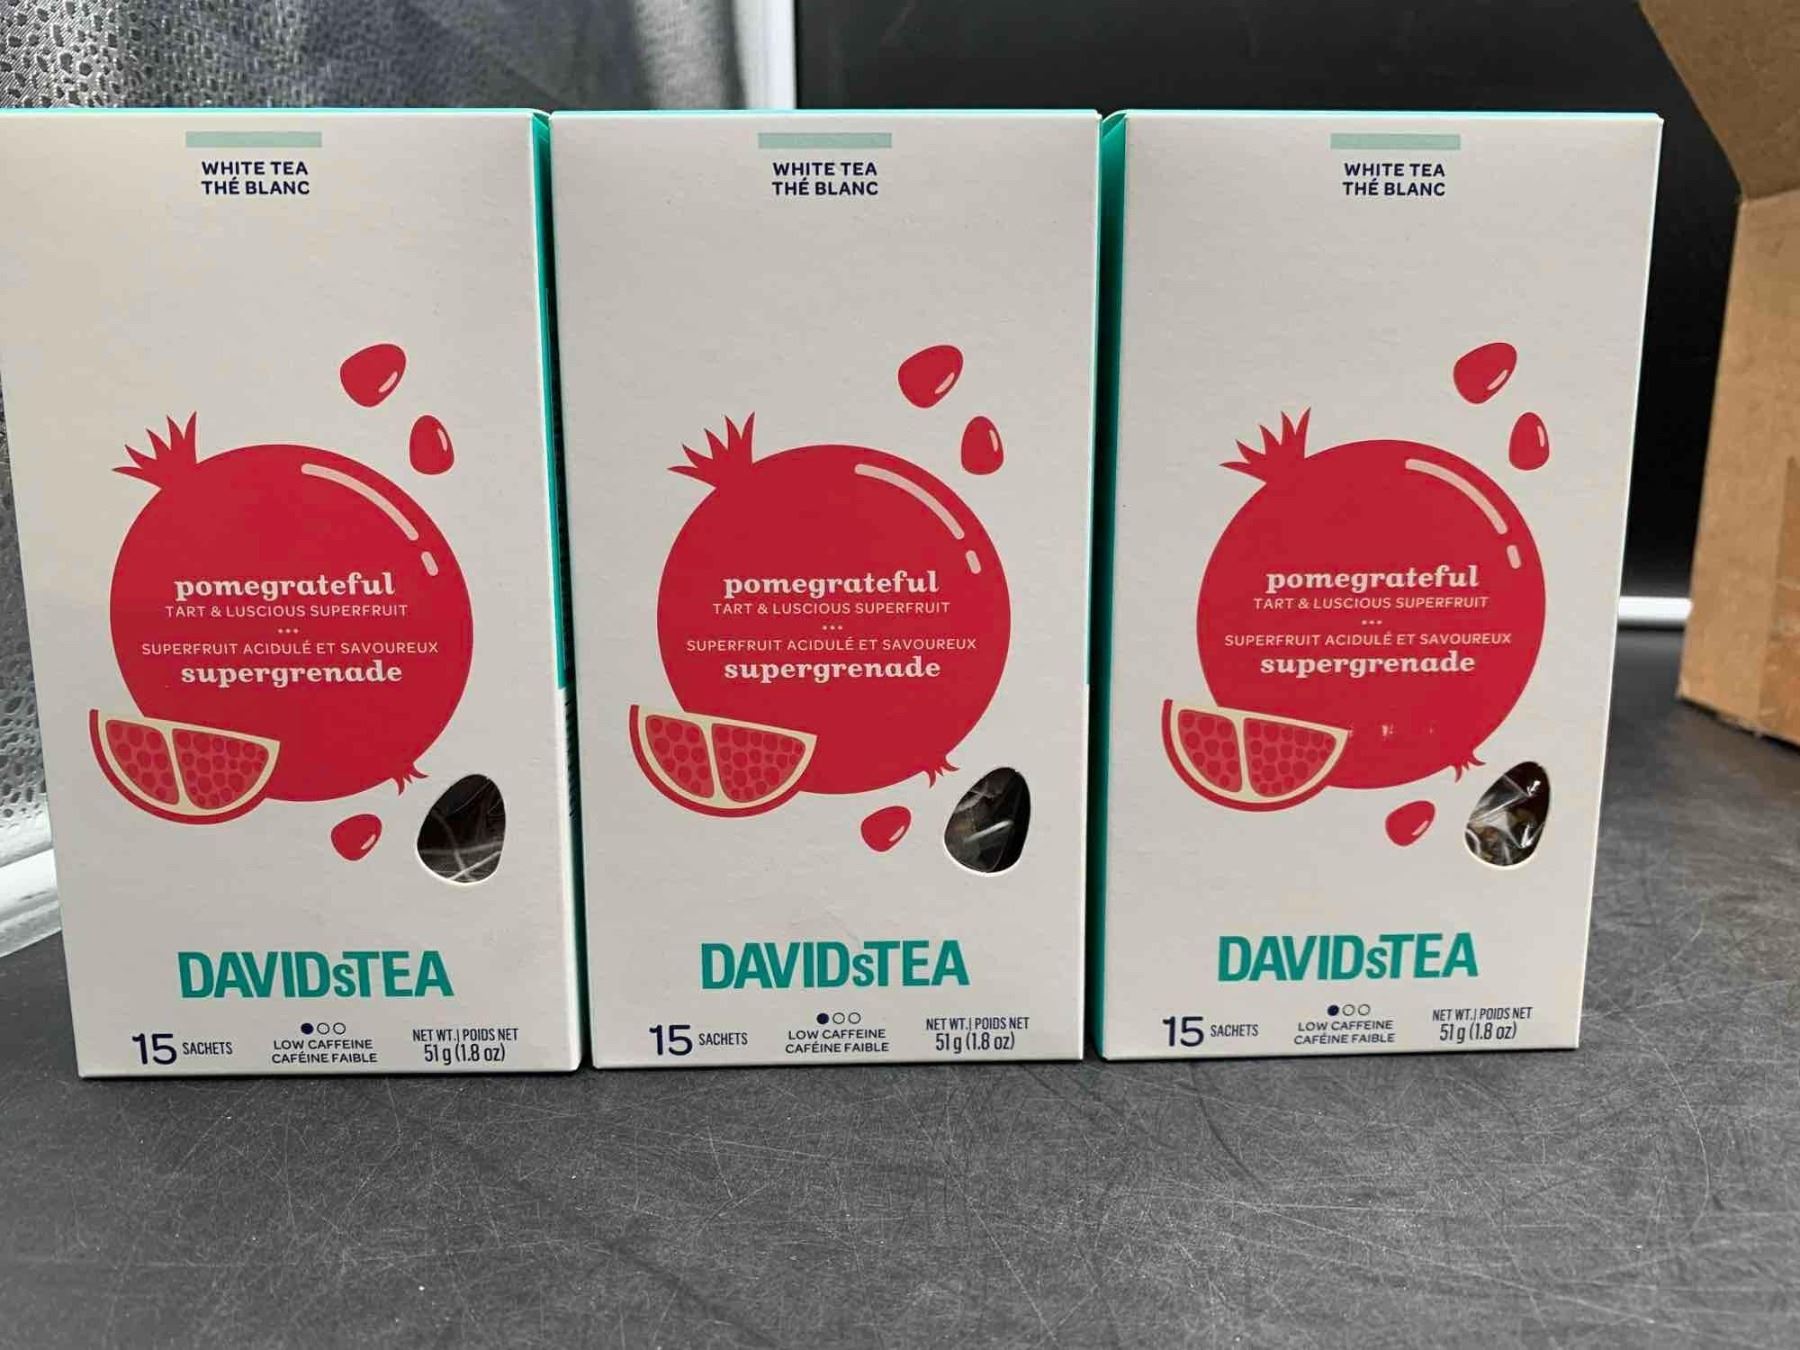 WHITE TEA
THÉ BLANC
pomegrateful
TART & LUSCIOUS SUPERFRUIT
•••
SUPERFRUIT ACIDULÉ ET SAVOUREUX
supergrenade
DAVIDsTEA
15 SACHETS
LOW CAFFEINE
CAFÉINE FAIBLE
NET WT. | POIDS NET
51 g (1.8 oz)
WHITE TEA
THÉ BLANC
pomegrateful
TART & LUSCIOUS SUPERFRUIT
•••
SUPERFRUIT ACIDULÉ ET SAVOUREUX
supergrenade
DAVIDsTEA
15 SACHETS
LOW CAFFEINE
CAFÉINE FAIBLE
NET WT. | POIDS NET
51 g (1.8 oz)
WHITE TEA
THÉ BLANC
pomegrateful
TART & LUSCIOUS SUPERFRUIT
•••
SUPERFRUIT ACIDULÉ ET SAVOUREUX
supergrenade
DAVIDsTEA
15 SACHETS
LOW CAFFEINE
CAFÉINE FAIBLE
NET WT. | POIDS NET
51 g (1.8 oz)